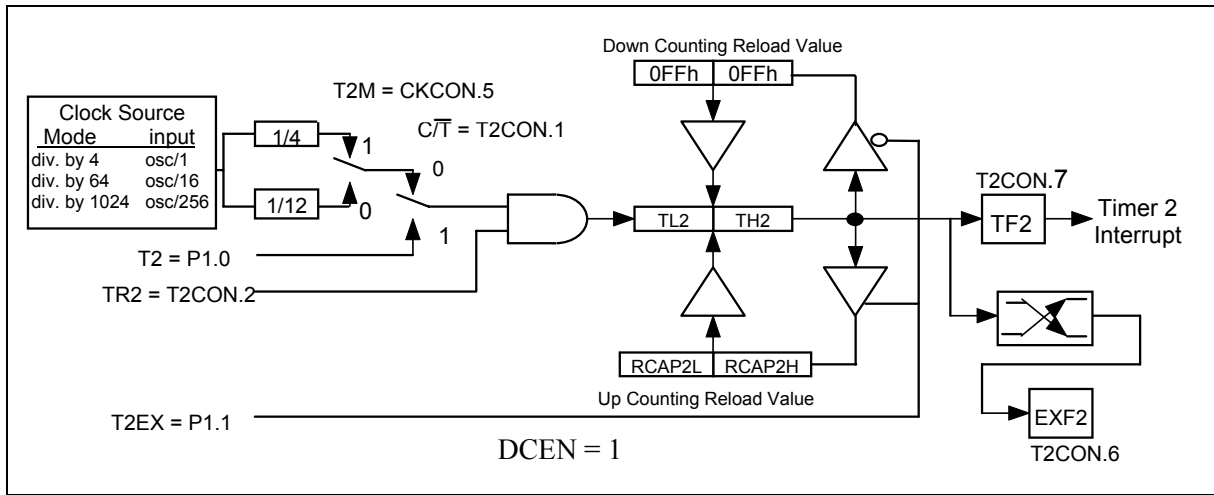 Down Counting Reload Value
0FFh 0FFh
T2M = CKCON.5
C/T̅ = T2CON.1
Clock Source
Mode input
div. by 4 osc/1
div. by 64 osc/16
div. by 1024 osc/256
1/4
1/12
1
0
0
1
T2 = P1.0
TR2 = T2CON.2
TL2 TH2
T2CON.7
TF2
Timer 2
Interrupt
RCAP2L RCAP2H
Up Counting Reload Value
T2EX = P1.1
DCEN = 1
EXF2
T2CON.6